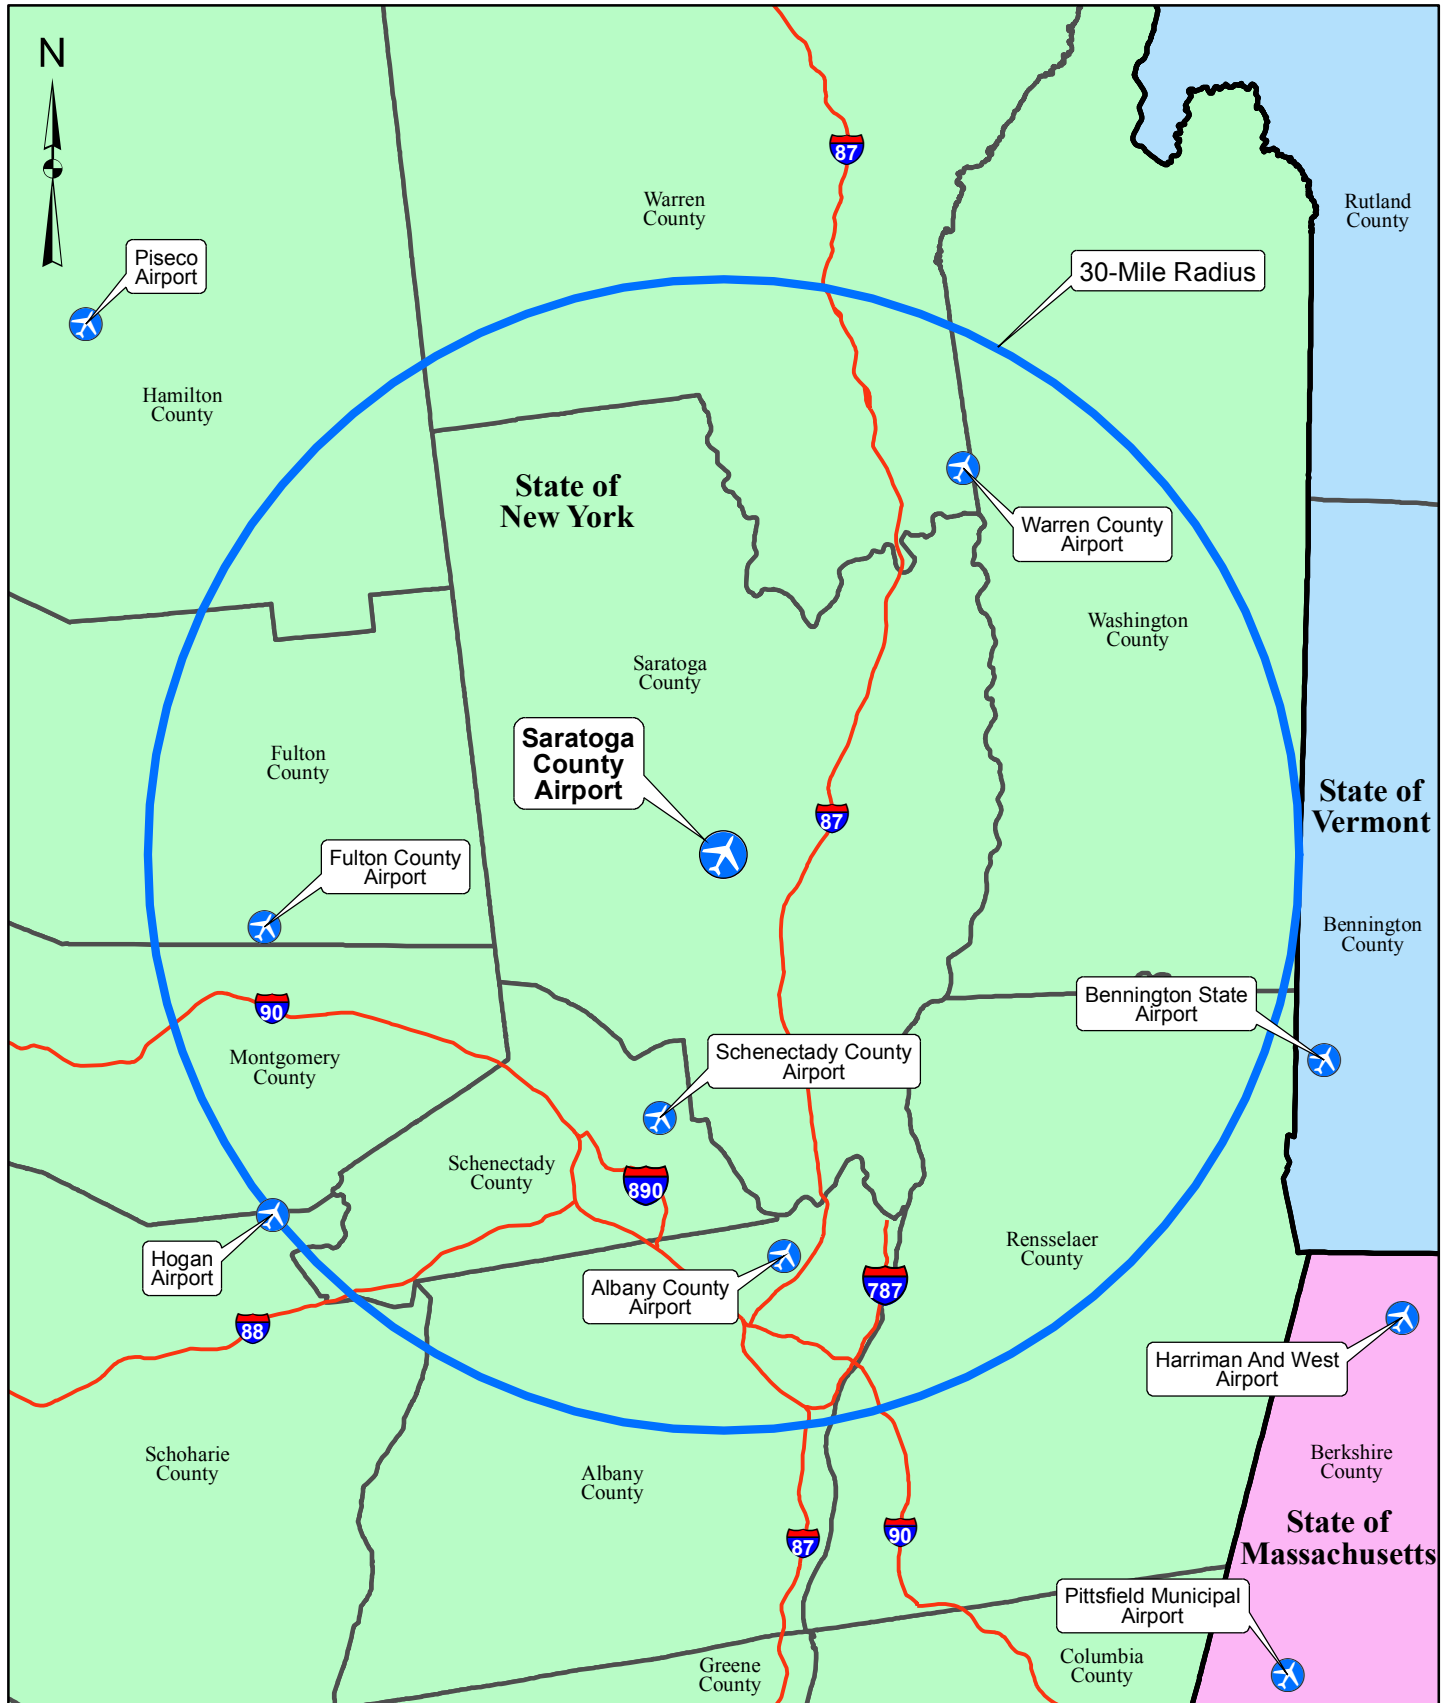 N
87
Warren
County
Rutland
County
Piseco
Airport
30-Mile Radius
Hamilton
County
State of
New York
Warren County
Airport
Washington
County
Saratoga
County
Saratoga
County
Airport
Fulton
County
87
State of
Vermont
Fulton County
Airport
Bennington
County
Bennington State
Airport
90
Montgomery
County
Schenectady County
Airport
Schenectady
County
890
Rensselaer
County
Hogan
Airport
Albany County
Airport
787
88
Harriman And West
Airport
Schoharie
County
Albany
County
Berkshire
County
State of
Massachusetts
87
90
Pittsfield Municipal
Airport
Greene
County
Columbia
County